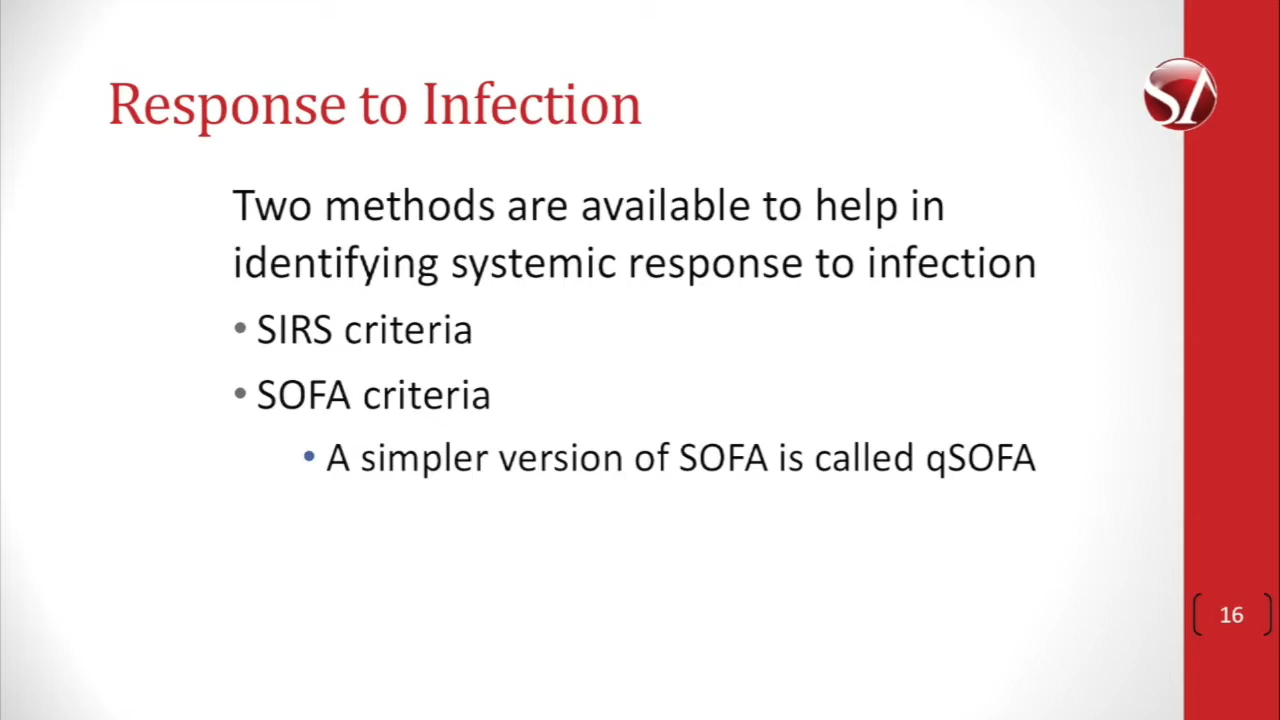 Response to Infection
SA
Two methods are available to help in
identifying systemic response to infection
• SIRS criteria
• SOFA criteria
• A simpler version of SOFA is called qSOFA
16